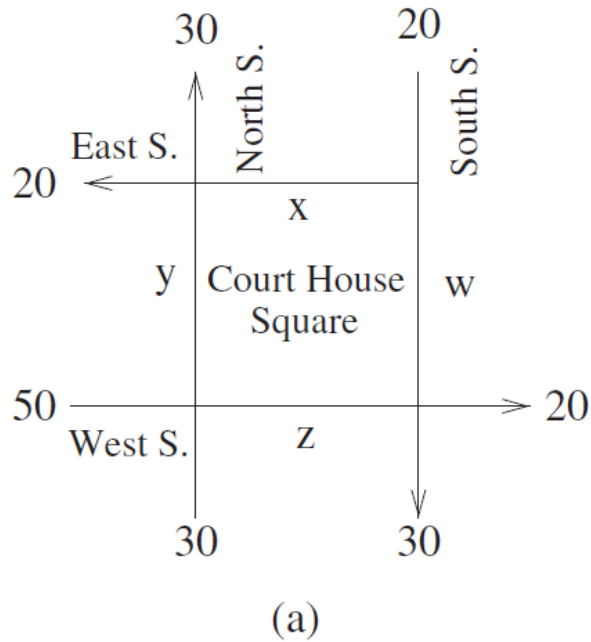 30
20
North S.
South S.
East S.
20
x
y
Court House
Square
w
50
20
West S.
z
30
30
(a)